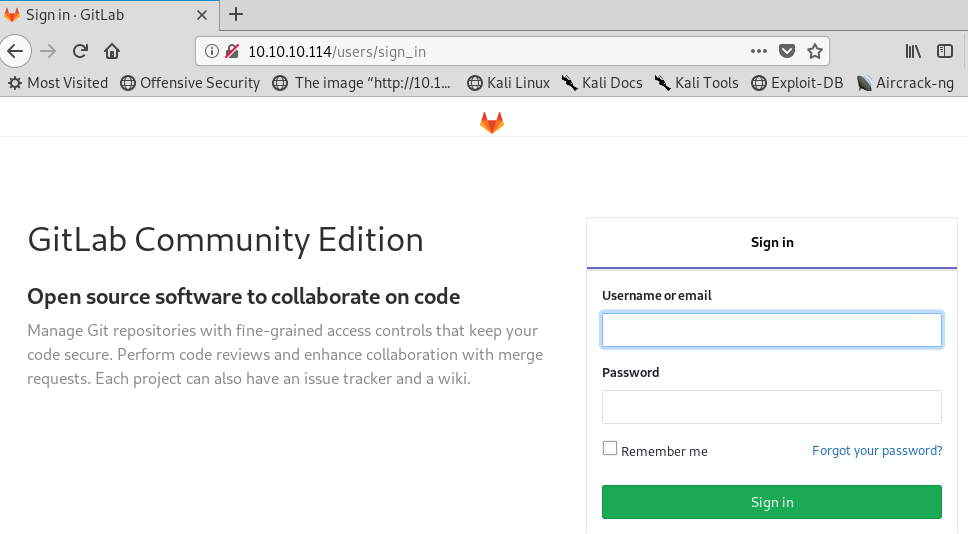 Sign in · GitLab
10.10.10.114/users/sign_in
Most Visited Offensive Security The image “http://10.1... Kali Linux Kali Docs Kali Tools Exploit-DB Aircrack-ng
GitLab Community Edition
Open source software to collaborate on code
Manage Git repositories with fine-grained access controls that keep your
code secure. Perform code reviews and enhance collaboration with merge
requests. Each project can also have an issue tracker and a wiki.
Sign in
Username or email
Password
Remember me Forgot your password?
Sign in